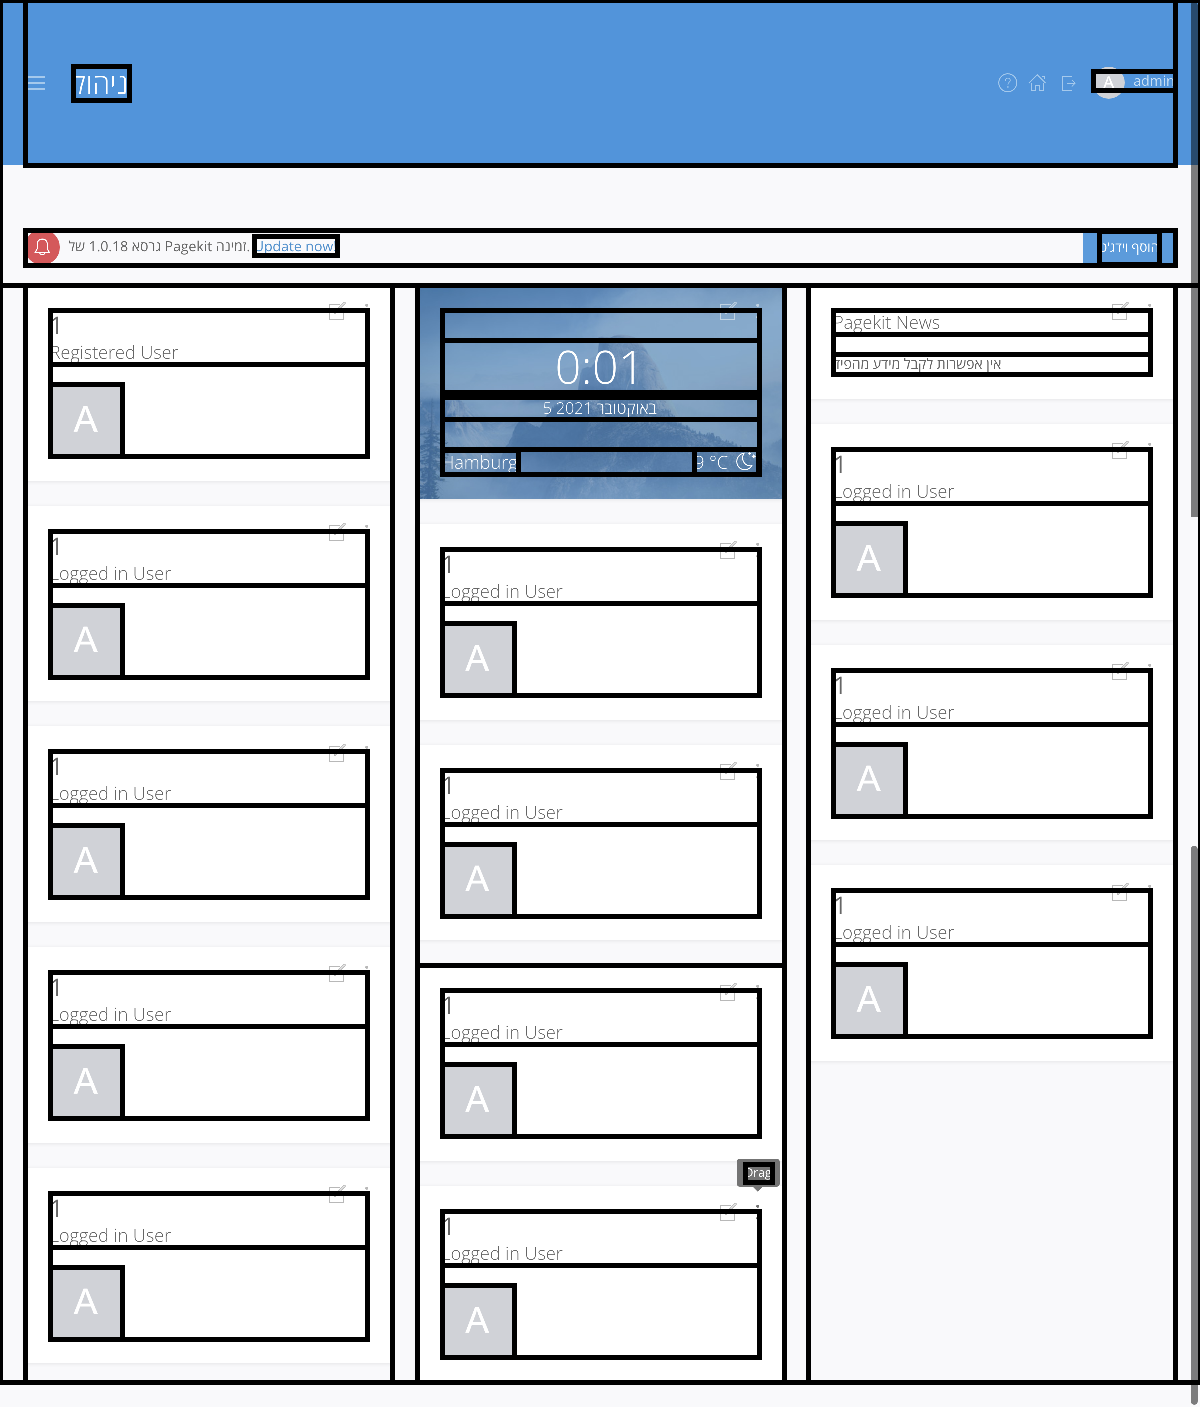 ניהול
A admin
גרסא 1.0.18 של Pagekit זמינה. Update now!
הוסף וידג'ט
1
Registered User
A
1
Logged in User
A
1
Logged in User
A
1
Logged in User
A
1
Logged in User
A
0:01
5 באוקטובר 2021
Hamburg
9 °C
1
Logged in User
A
1
Logged in User
A
1
Logged in User
A
Drag
1
Logged in User
A
Pagekit News
אין אפשרות לקבל מידע מהפיד
1
Logged in User
A
1
Logged in User
A
1
Logged in User
A